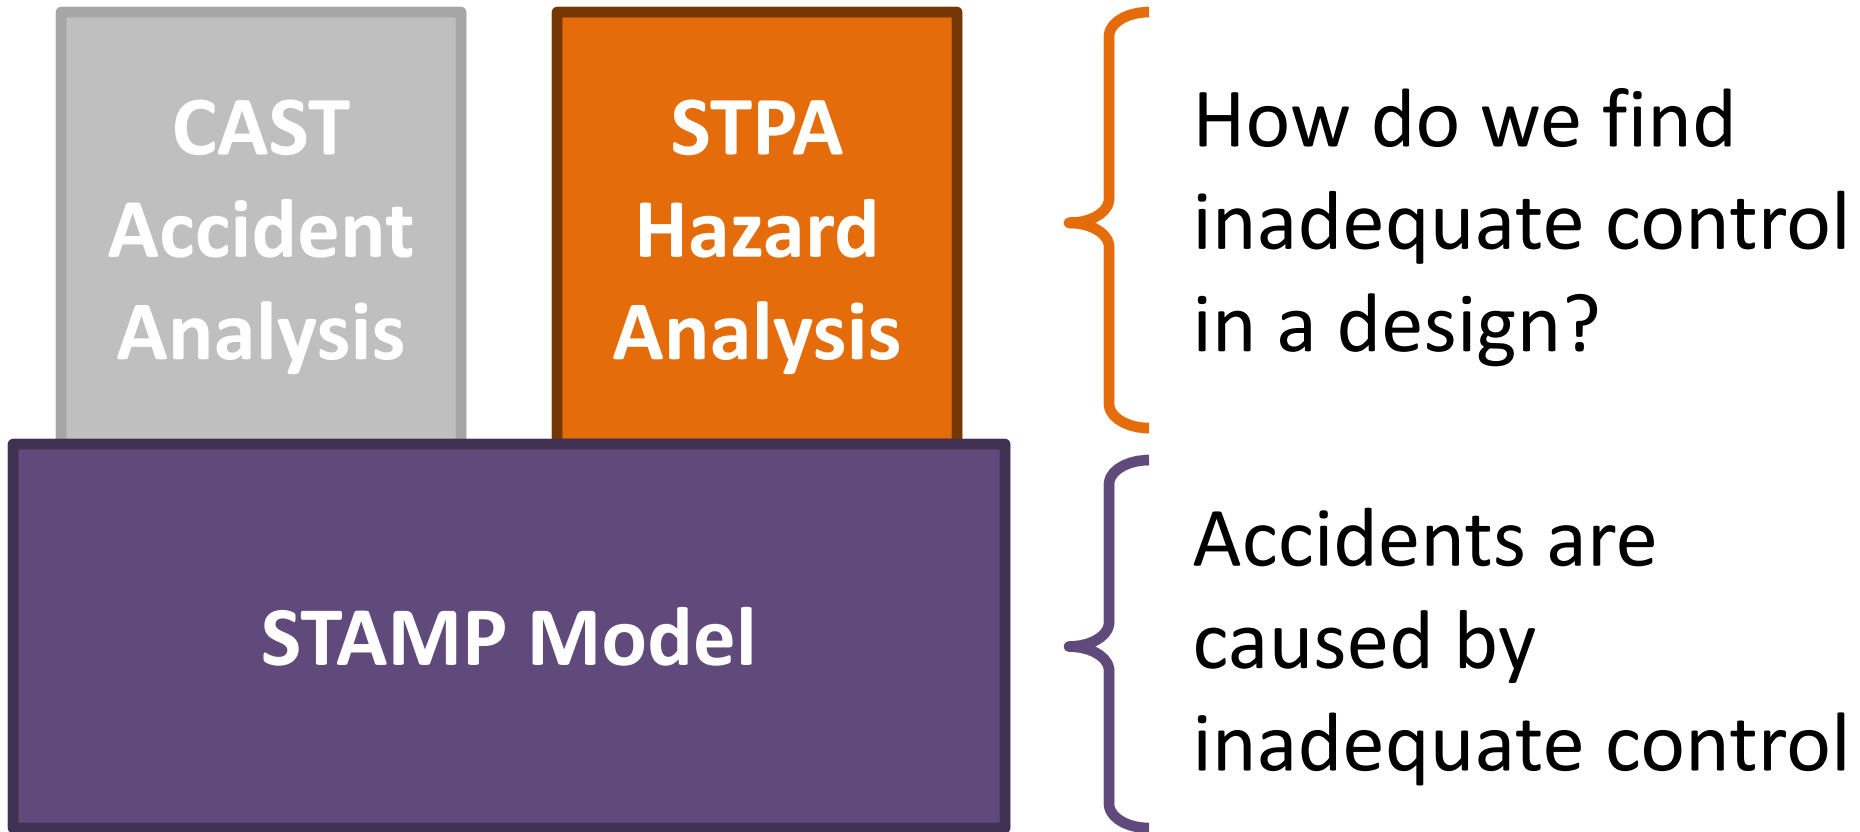 CAST
Accident
Analysis
STPA
Hazard
Analysis
How do we find
inadequate control
in a design?
STAMP Model
Accidents are
caused by
inadequate control